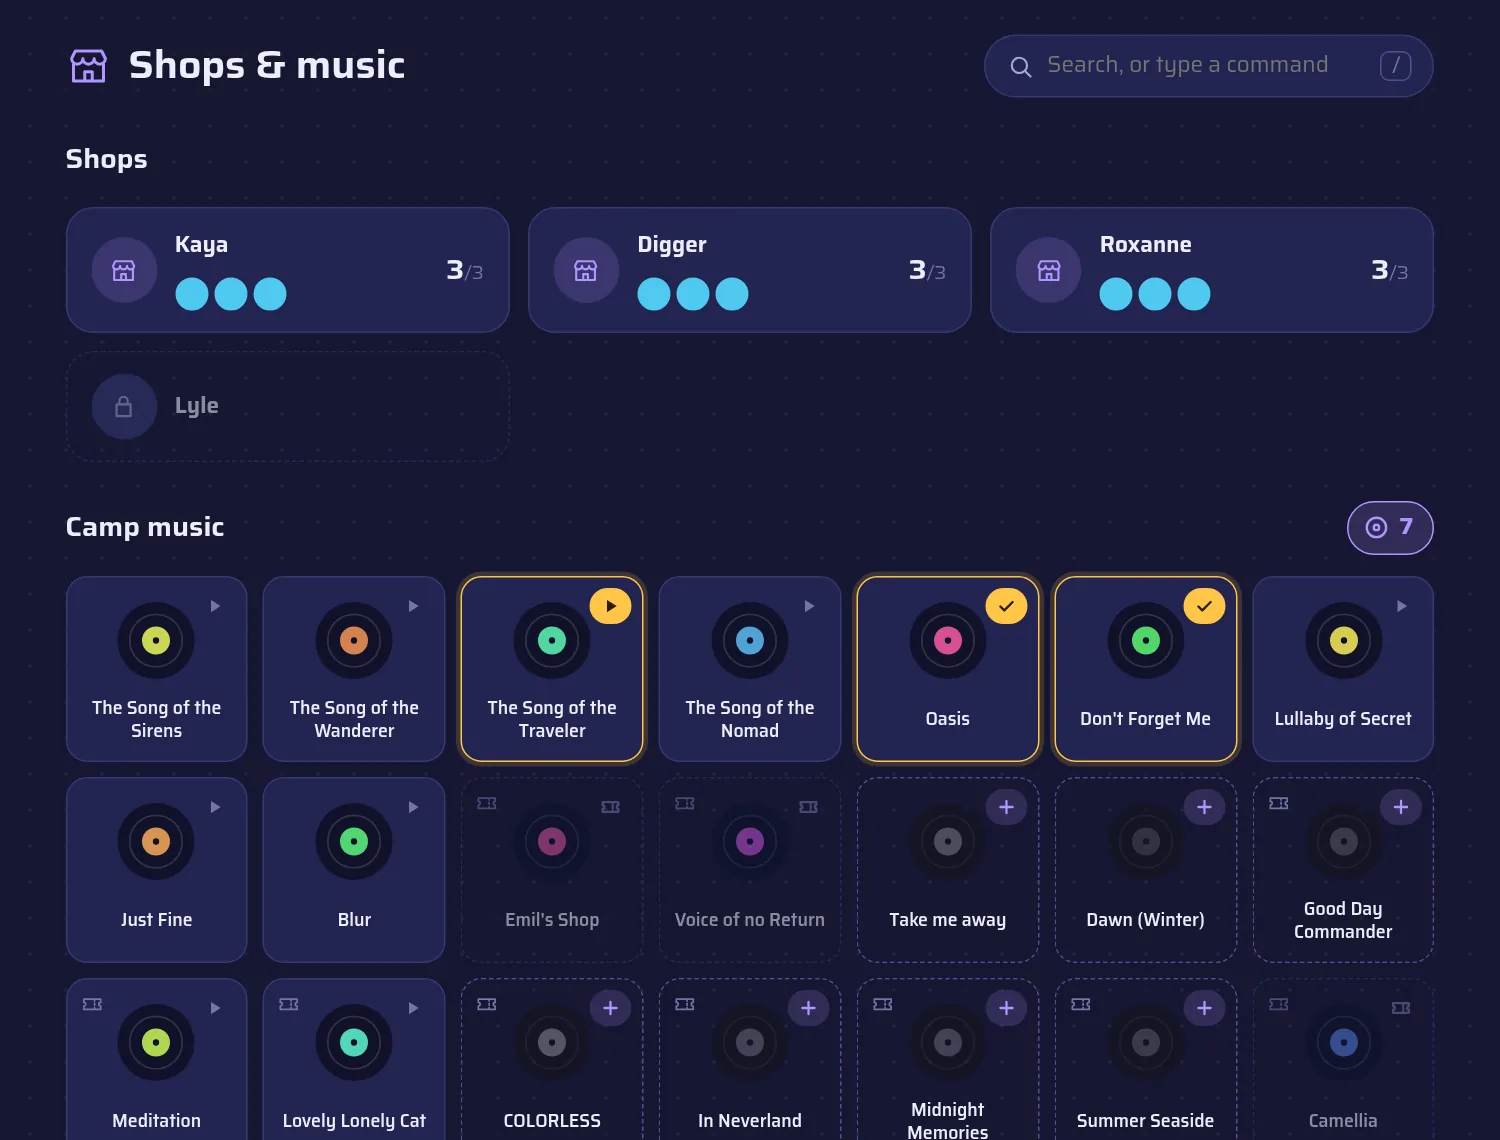 Shops & music
Search, or type a command
/
Shops
Kaya
3/3
Digger
3/3
Roxanne
3/3
Lyle
Camp music
7
The Song of the
Sirens
The Song of the
Wanderer
The Song of the
Traveler
The Song of the
Nomad
Oasis
Don't Forget Me
Lullaby of Secret
Just Fine
Blur
Emil's Shop
Voice of no Return
Take me away
Dawn (Winter)
Good Day
Commander
Meditation
Lovely Lonely Cat
COLORLESS
In Neverland
Midnight
Memories
Summer Seaside
Camellia